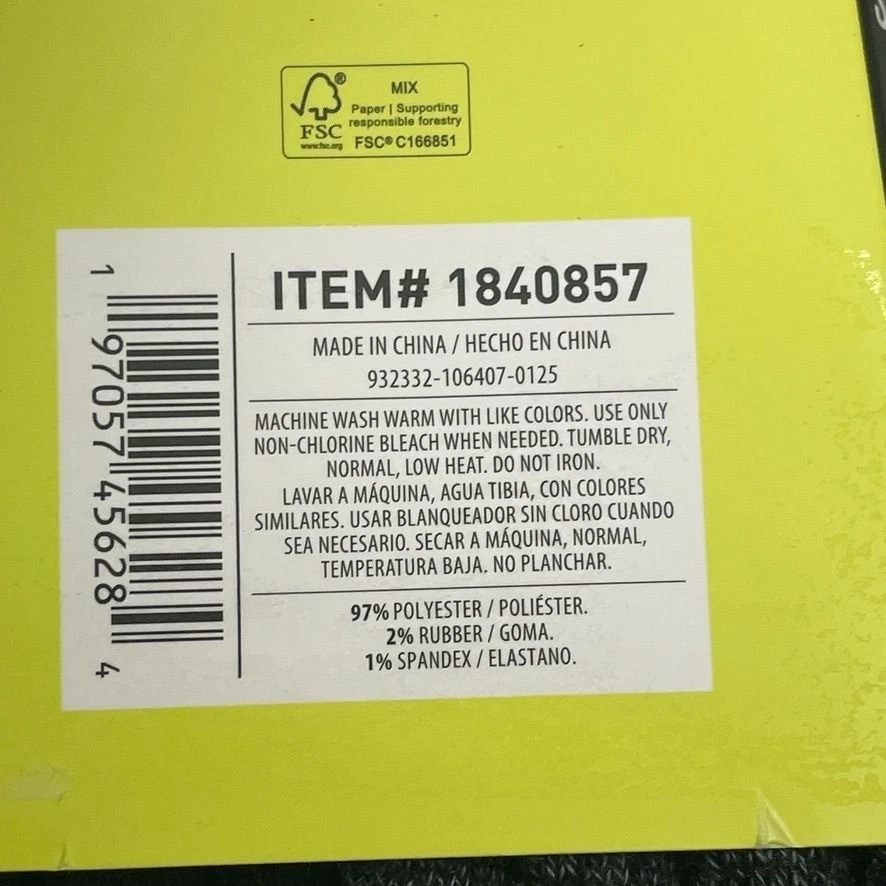 MIX
Paper | Supporting
responsible forestry
FSC® C166851
FSC
www.fsc.org
ITEM# 1840857
MADE IN CHINA / HECHO EN CHINA
932332-106407-0125
MACHINE WASH WARM WITH LIKE COLORS. USE ONLY
NON-CHLORINE BLEACH WHEN NEEDED. TUMBLE DRY,
NORMAL, LOW HEAT. DO NOT IRON.
LAVAR A MÁQUINA, AGUA TIBIA, CON COLORES
SIMILARES. USAR BLANQUEADOR SIN CLORO CUANDO
SEA NECESARIO. SECAR A MÁQUINA, NORMAL,
TEMPERATURA BAJA. NO PLANCHAR.
97% POLYESTER / POLIÉSTER.
2% RUBBER / GOMA.
1% SPANDEX / ELASTANO.
1 97057 45628 4